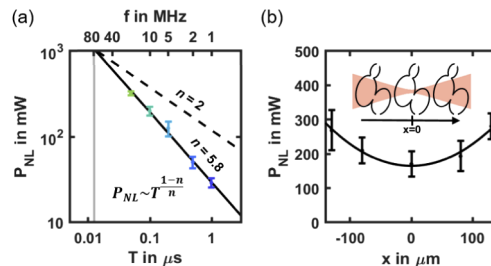 (a)
f in MHz
80 40 10 5 2 1
10³
10²
10¹
P_NL in mW
n=2
n=5.8
P_NL~T^((1-n)/n)
0.01 0.1 1
T in μs
(b)
500
400
300
200
100
0
P_NL in mW
x=0
-100 0 100
x in μm